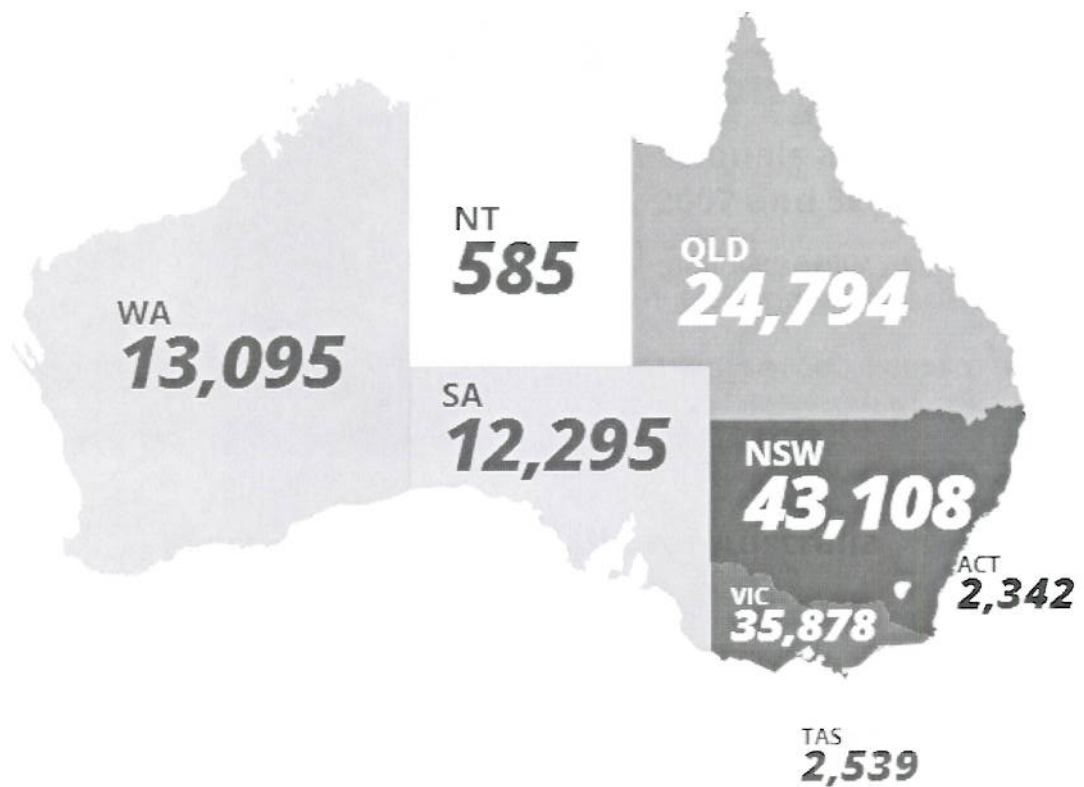 NT
585
QLD
24,794
WA
13,095
SA
12,295
NSW
43,108
ACT
2,342
VIC
35,878
TAS
2,539